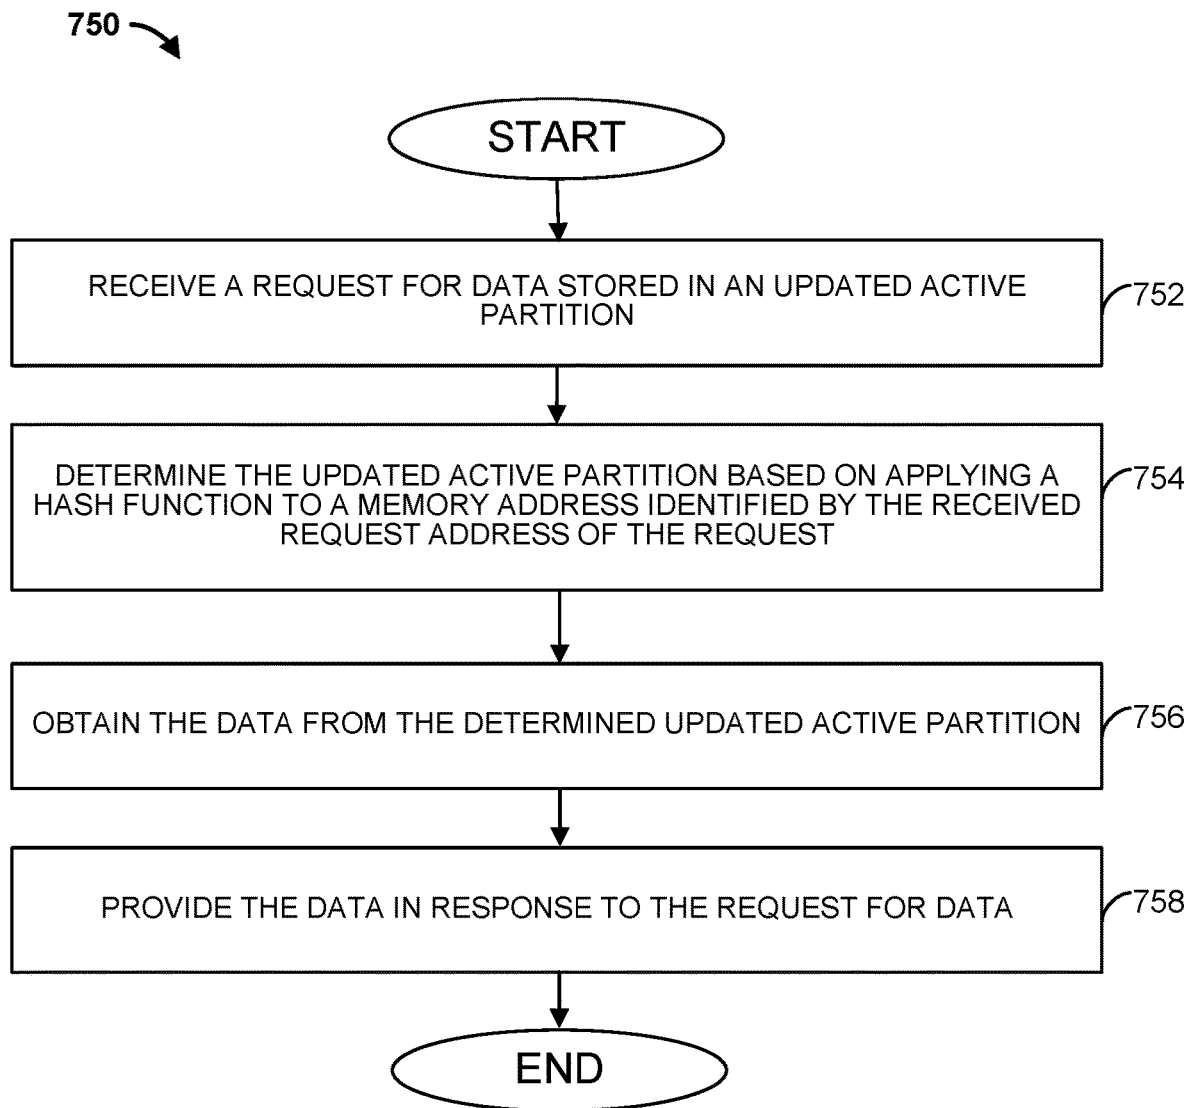 750
START
RECEIVE A REQUEST FOR DATA STORED IN AN UPDATED ACTIVE
PARTITION
752
DETERMINE THE UPDATED ACTIVE PARTITION BASED ON APPLYING A
HASH FUNCTION TO A MEMORY ADDRESS IDENTIFIED BY THE RECEIVED
REQUEST ADDRESS OF THE REQUEST
754
OBTAIN THE DATA FROM THE DETERMINED UPDATED ACTIVE PARTITION
756
PROVIDE THE DATA IN RESPONSE TO THE REQUEST FOR DATA
758
END